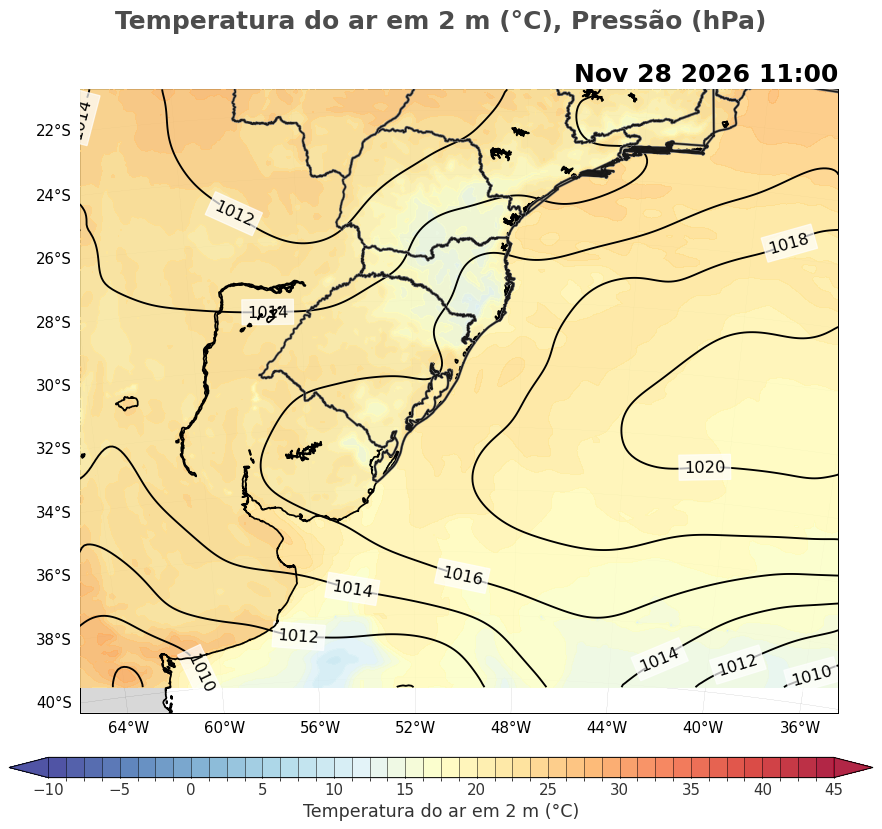 Temperatura do ar em 2 m (°C), Pressão (hPa)
Nov 28 2026 11:00
1014
22°S
24°S
1012
1018
26°S
1014
28°S
30°S
32°S
1020
34°S
1016
36°S
1014
1012
38°S
1014
1012
1010
1010
40°S
64°W 60°W 56°W 52°W 48°W 44°W 40°W 36°W
−10 −5 0 5 10 15 20 25 30 35 40 45
Temperatura do ar em 2 m (°C)